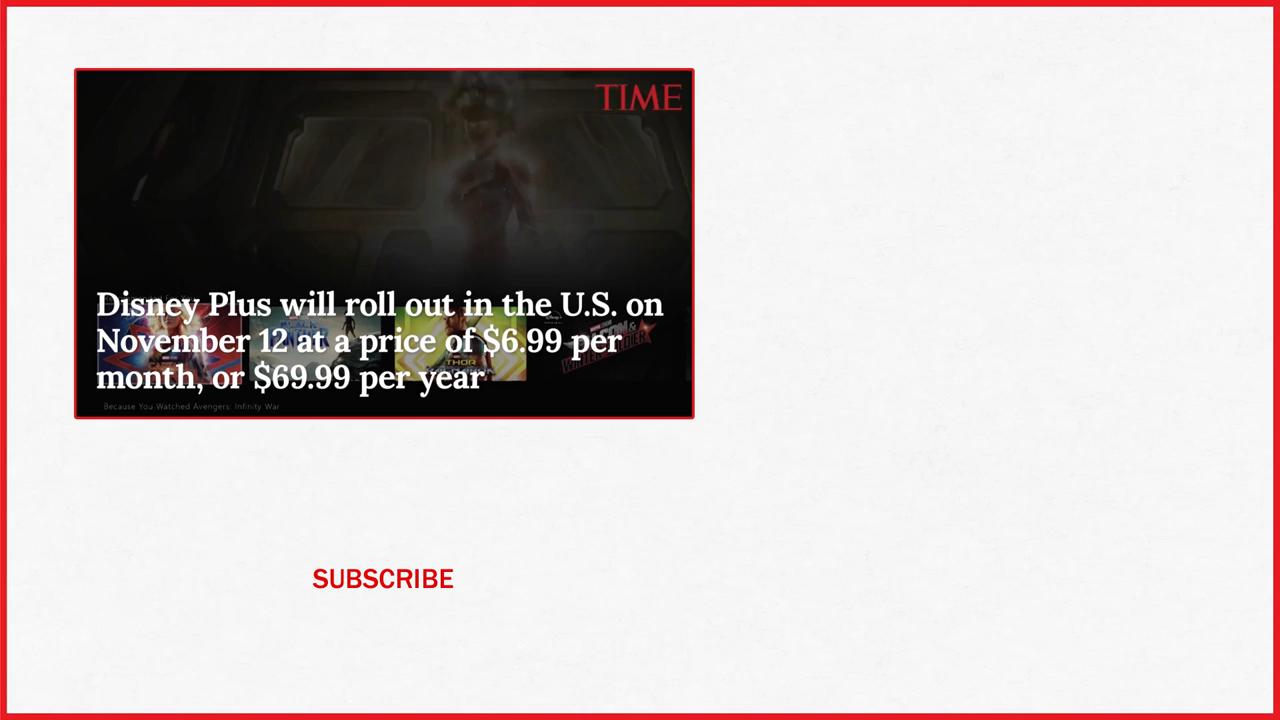 TIME
Disney Plus will roll out in the U.S. on
November 12 at a price of $6.99 per
month, or $69.99 per year
Because You Watched Avengers: Infinity War
SUBSCRIBE